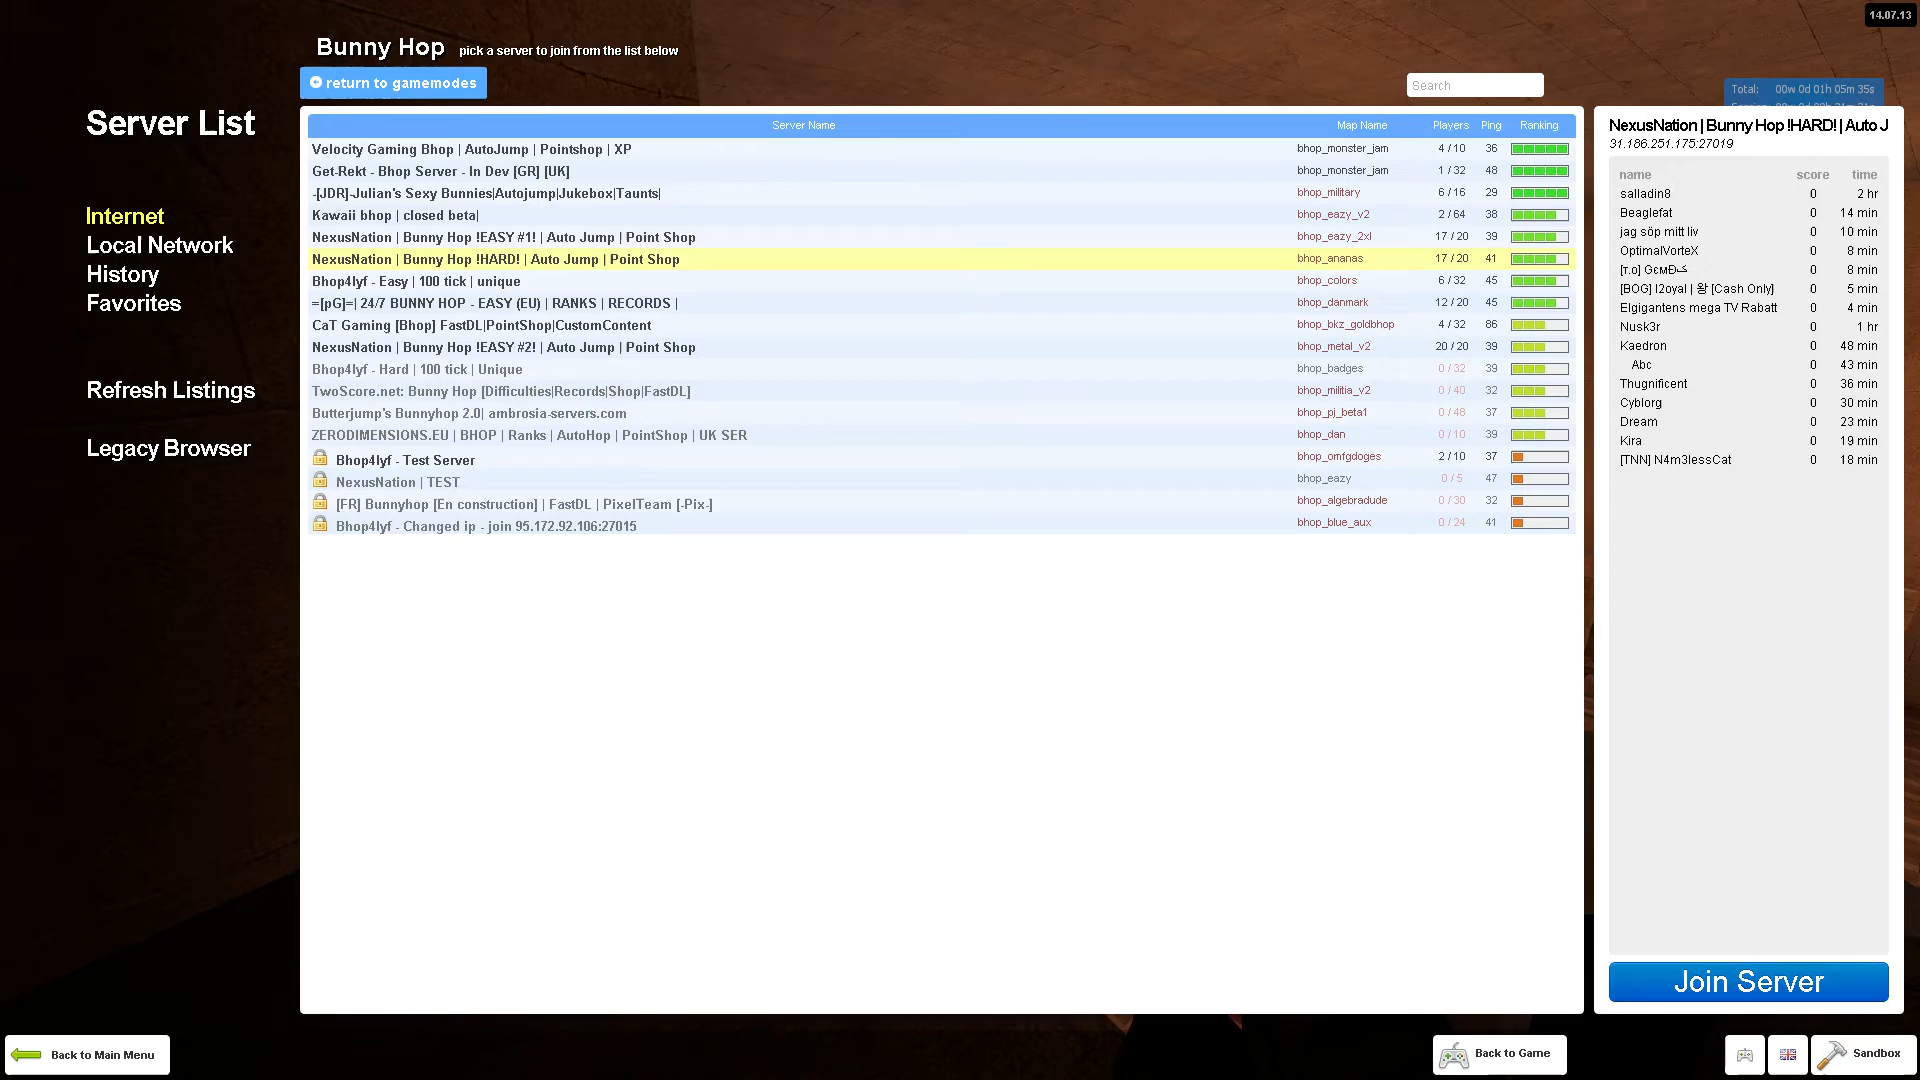 14.07.13
Bunny Hop pick a server to join from the list below
return to gamemodes
Search
Total: 00w 0d 01h 05m 35s
Server List
Internet
Local Network
History
Favorites
Refresh Listings
Legacy Browser
Server Name Map Name Players Ping Ranking
Velocity Gaming Bhop | AutoJump | Pointshop | XP bhop_monster_jam 4 / 10 36
Get-Rekt - Bhop Server - In Dev [GR] [UK] bhop_monster_jam 1 / 32 48
-[JDR]-Julian's Sexy Bunnies|Autojump|Jukebox|Taunts| bhop_military 6 / 16 29
Kawaii bhop | closed beta| bhop_eazy_v2 2 / 64 38
NexusNation | Bunny Hop !EASY #1! | Auto Jump | Point Shop bhop_eazy_2xl 17 / 20 39
NexusNation | Bunny Hop !HARD! | Auto Jump | Point Shop bhop_ananas 17 / 20 41
Bhop4lyf - Easy | 100 tick | unique bhop_colors 6 / 32 45
=[pG]=| 24/7 BUNNY HOP - EASY (EU) | RANKS | RECORDS | bhop_danmark 12 / 20 45
CaT Gaming [Bhop] FastDL|PointShop|CustomContent bhop_bkz_goldbhop 4 / 32 86
NexusNation | Bunny Hop !EASY #2! | Auto Jump | Point Shop bhop_metal_v2 20 / 20 39
Bhop4lyf - Hard | 100 tick | Unique bhop_badges 0 / 32 39
TwoScore.net: Bunny Hop [Difficulties|Records|Shop|FastDL] bhop_militia_v2 0 / 40 32
Butterjump's Bunnyhop 2.0| ambrosia-servers.com bhop_pj_beta1 0 / 48 37
ZERODIMENSIONS.EU | BHOP | Ranks | AutoHop | PointShop | UK SER bhop_dan 0 / 10 39
Bhop4lyf - Test Server bhop_omfgdoges 2 / 10 37
NexusNation | TEST bhop_eazy 0 / 5 47
[FR] Bunnyhop [En construction] | FastDL | PixelTeam [-Pix-] bhop_algebradude 0 / 30 32
Bhop4lyf - Changed ip - join 95.172.92.106:27015 bhop_blue_aux 0 / 24 41
NexusNation | Bunny Hop !HARD! | Auto J
31.186.251.175:27019
name score time
salladin8 0 2 hr
Beaglefat 0 14 min
jag söp mitt liv 0 10 min
OptimalVorteX 0 8 min
0 8 min
[BOG] l2oyal | 왕 [Cash Only] 0 5 min
Elgigantens mega TV Rabatt 0 4 min
Nusk3r 0 1 hr
Kaedron 0 48 min
Abc 0 43 min
Thugnificent 0 36 min
Cyblorg 0 30 min
Dream 0 23 min
Kira 0 19 min
[TNN] N4m3lessCat 0 18 min
Join Server
Back to Main Menu
Back to Game
Sandbox